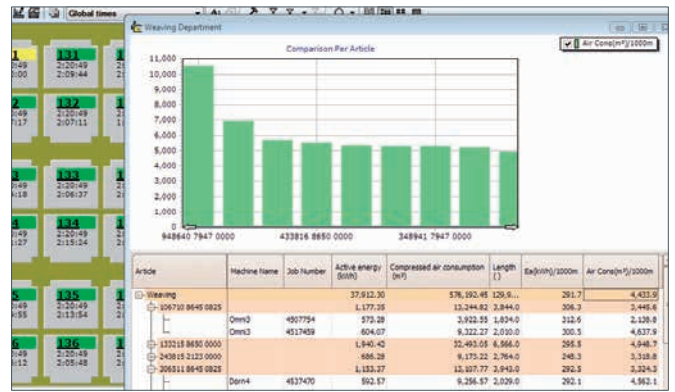 Global times
Weaving Department
Comparison Per Article
Air Cons(m³)/1000m
11,000
10,000
9,000
8,000
7,000
6,000
5,000
4,000
3,000
2,000
1,000
0
948640 7947 0000 433816 8650 0000 348941 7947 0000
131
2:20:49
2:09:44
132
2:20:49
2:07:11
133
2:20:49
2:06:37
134
2:20:49
2:15:24
135
2:20:49
2:13:54
136
2:20:49
2:05:48
Article Machine Name Job Number Active energy (kWh) Compressed air consumption (m³) Length () Ea(kWh)/1000m Air Cons(m³)/1000m
Weaving 37,912.30 576,192.45 129,9... 291.7 4,433.9
106710 8645 0825 1,177.35 13,244.82 3,844.0 306.3 3,445.6
Omni3 4507754 573.28 3,922.55 1,834.0 312.6 2,138.8
Omni3 4517459 604.07 9,322.27 2,010.0 300.5 4,637.9
133215 8650 0000 1,940.42 32,493.05 6,566.0 295.5 4,948.7
243815 2123 0000 686.28 9,173.22 2,764.0 248.3 3,318.8
306311 8645 0825 1,153.37 13,107.77 3,943.0 292.5 3,324.3
Dorn4 4537470 592.57 9,256.57 2,029.0 292.1 4,562.1